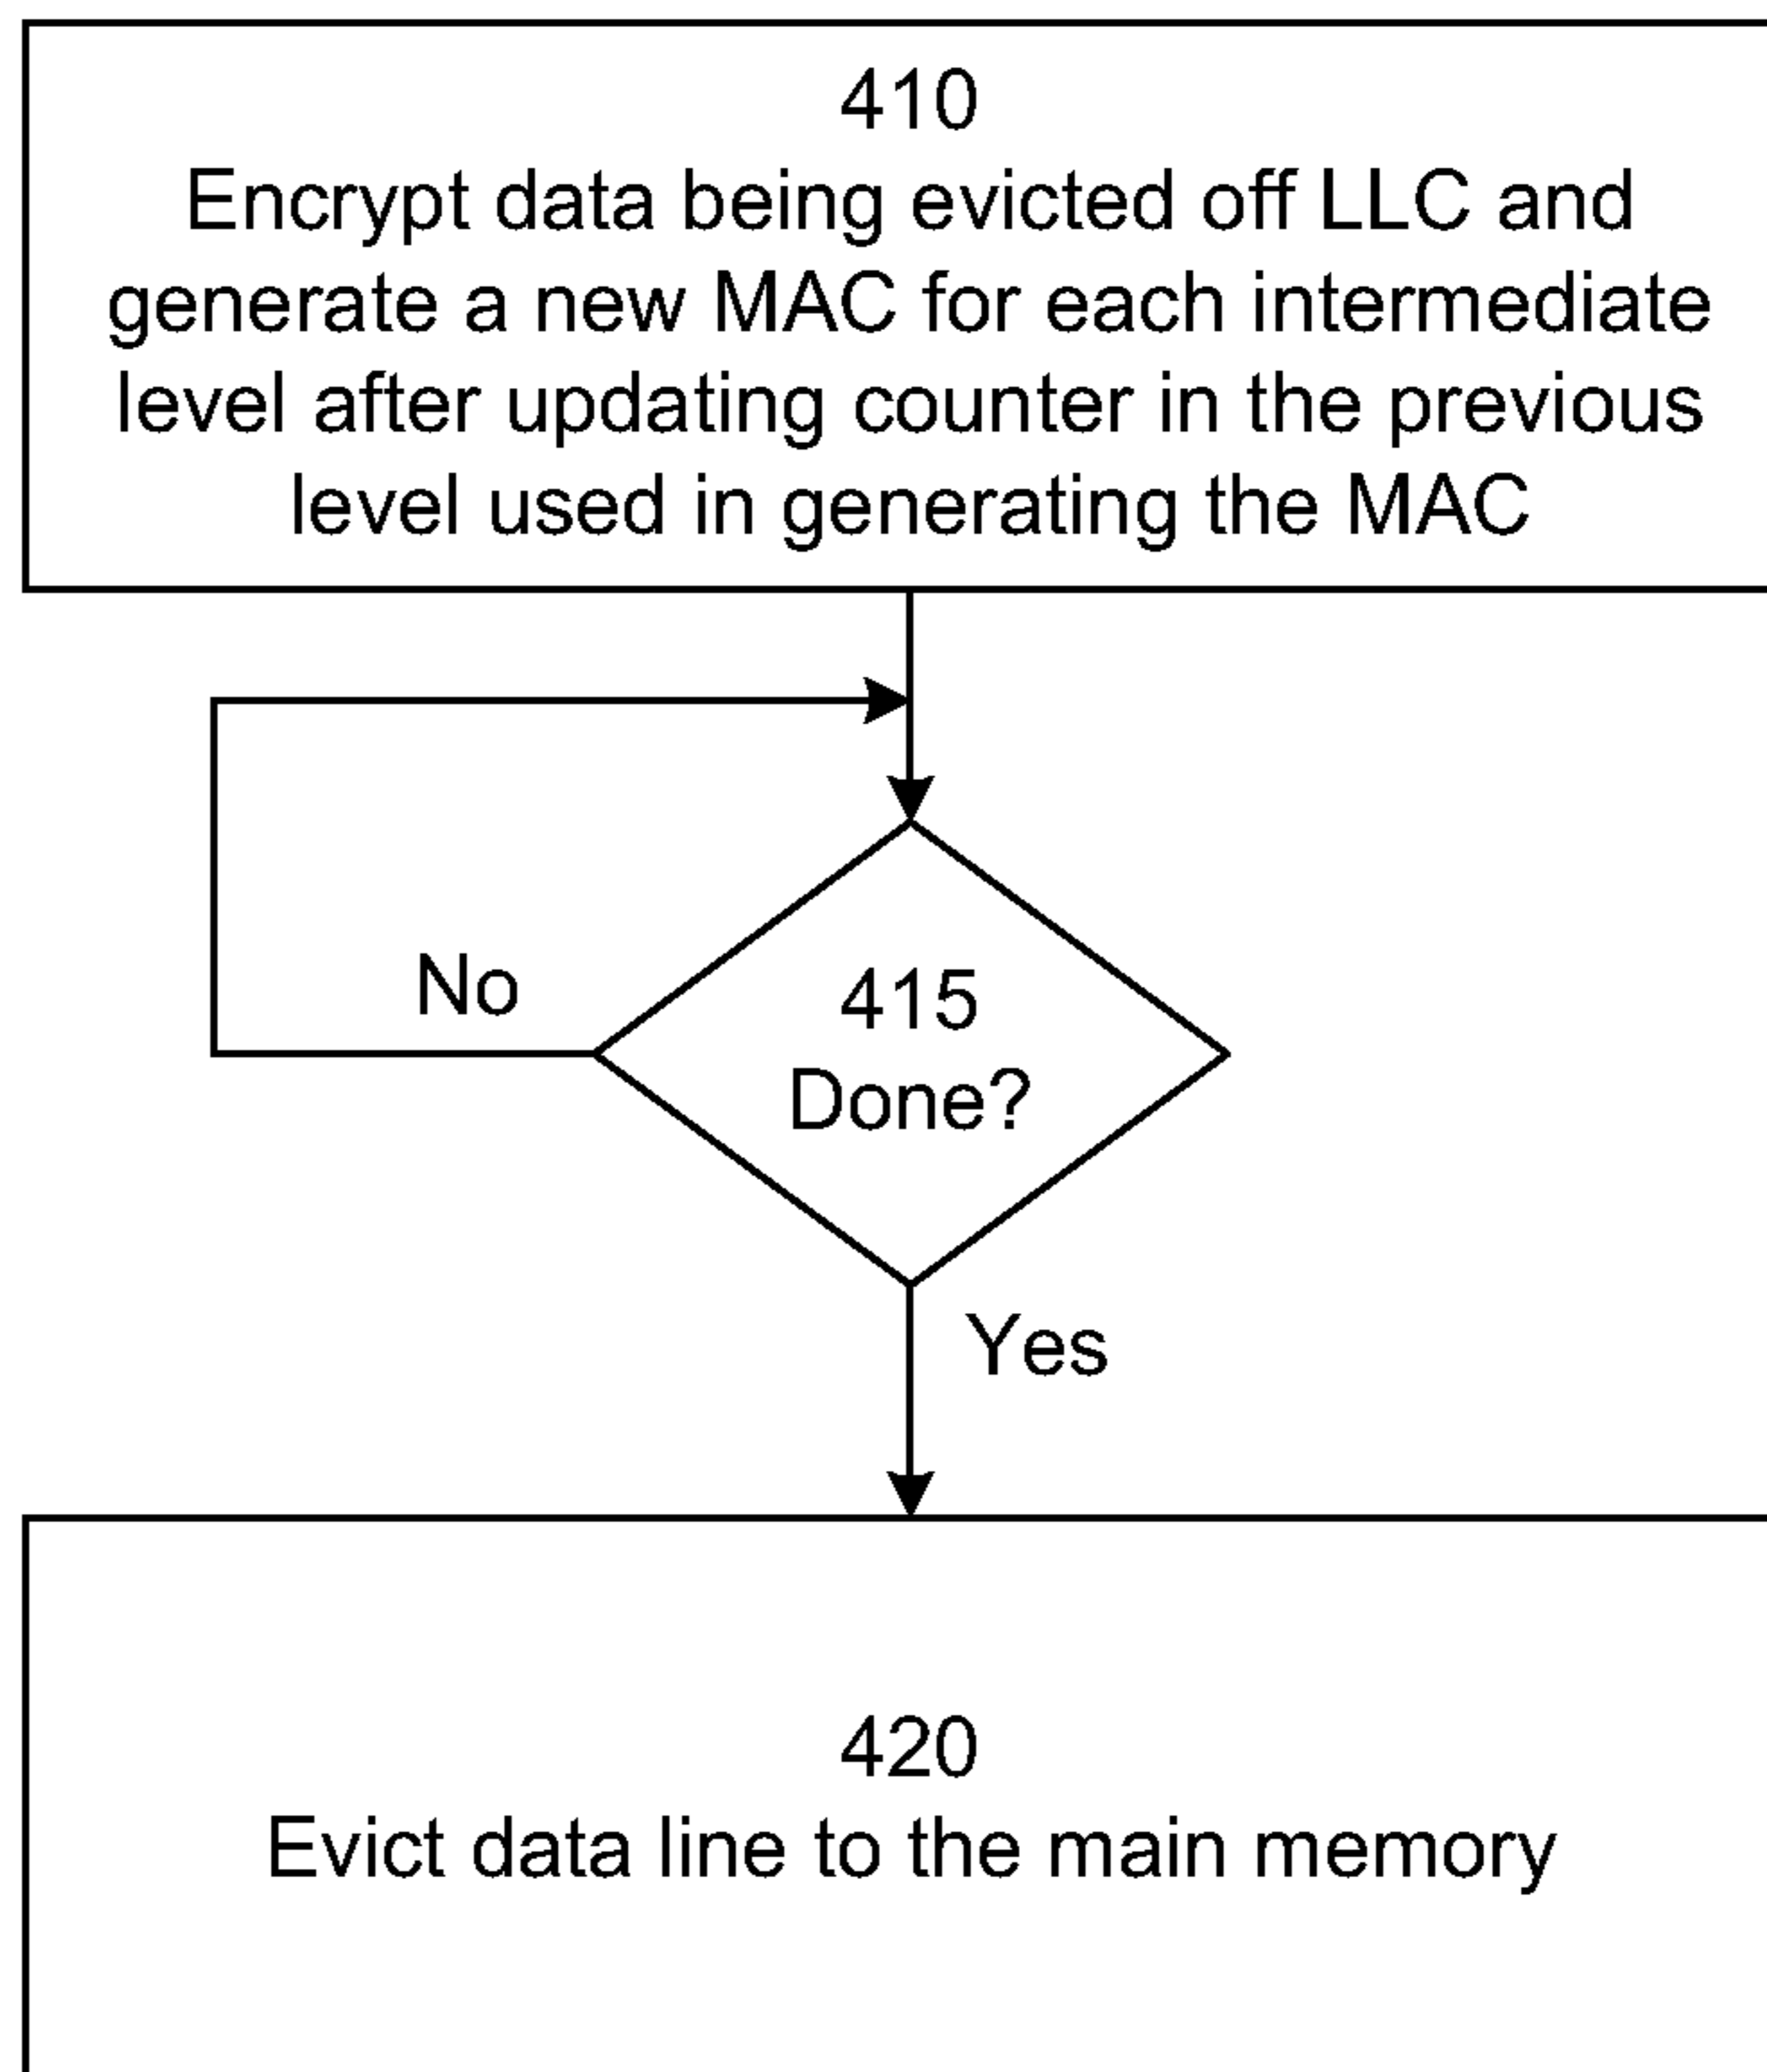 410
Encrypt data being evicted off LLC and
generate a new MAC for each intermediate
level after updating counter in the previous
level used in generating the MAC
No
415
Done?
Yes
420
Evict data line to the main memory